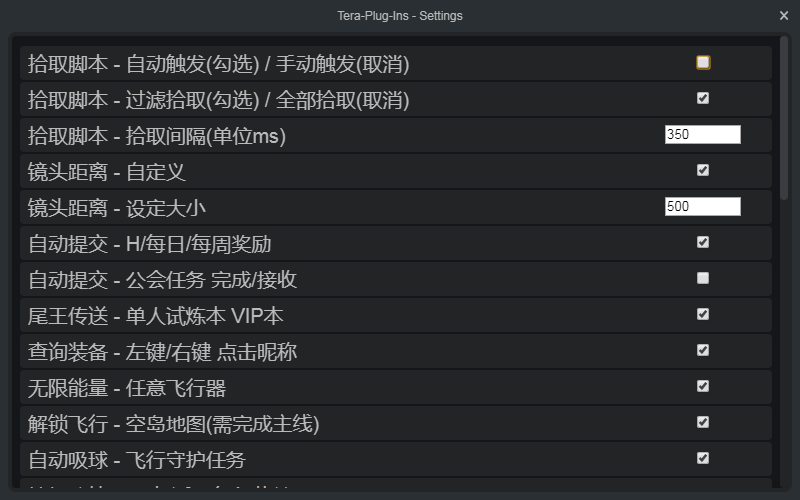 Tera-Plug-Ins - Settings
×
拾取脚本 - 自动触发(勾选) / 手动触发(取消)
拾取脚本 - 过滤拾取(勾选) / 全部拾取(取消)
拾取脚本 - 拾取间隔(单位ms) 350
镜头距离 - 自定义
镜头距离 - 设定大小 500
自动提交 - H/每日/每周奖励
自动提交 - 公会任务 完成/接收
尾王传送 - 单人试炼本 VIP本
查询装备 - 左键/右键 点击昵称
无限能量 - 任意飞行器
解锁飞行 - 空岛地图(需完成主线)
自动吸球 - 飞行守护任务